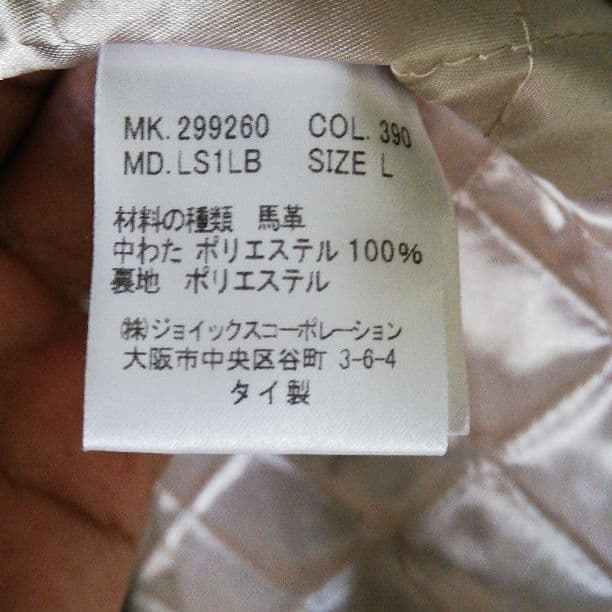 MK. 299260 COL. 390
MD. LS1LB SIZE L
材料の種類 馬革
中わた ポリエステル 100%
裏地 ポリエステル
㈱ジョイックスコーポレーション
大阪市中央区谷町 3-6-4
タイ製